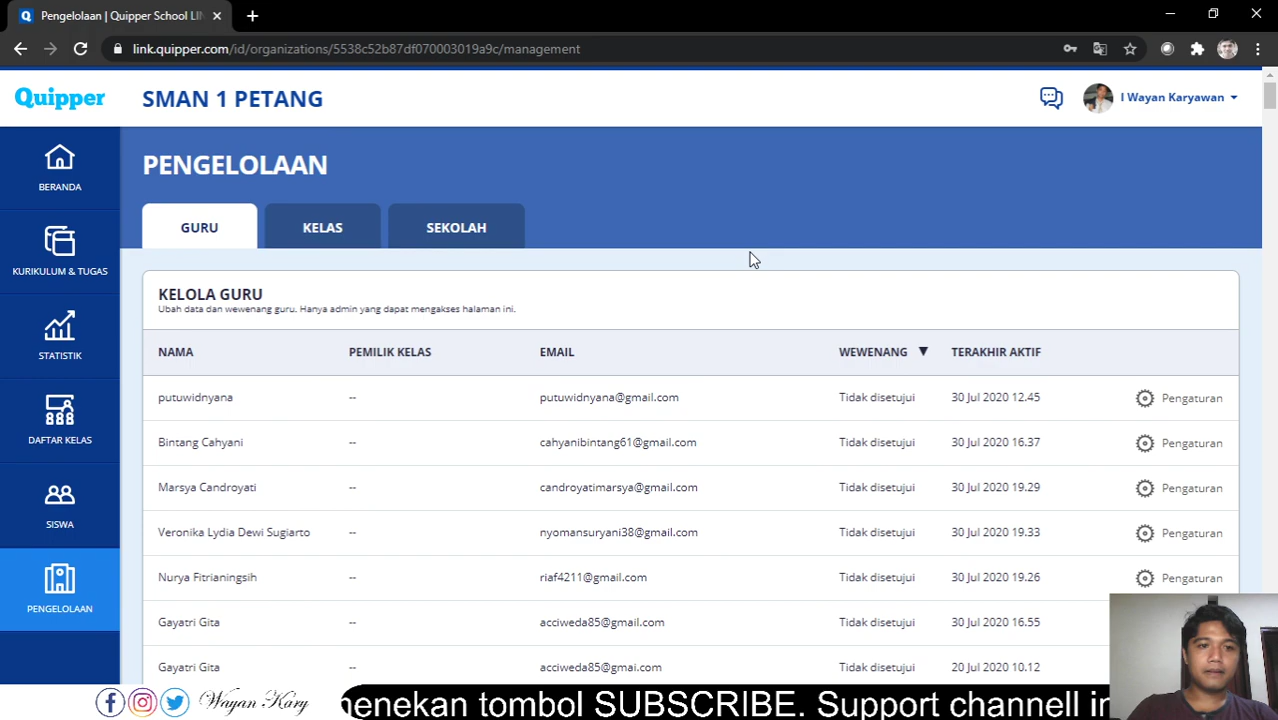 Pengelolaan | Quipper School LIN
link.quipper.com/id/organizations/5538c52b87df070003019a9c/management
Quipper
SMAN 1 PETANG
I Wayan Karyawan
BERANDA
KURIKULUM & TUGAS
STATISTIK
DAFTAR KELAS
SISWA
PENGELOLAAN
PENGELOLAAN
GURU KELAS SEKOLAH
KELOLA GURU
Ubah data dan wewenang guru. Hanya admin yang dapat mengakses halaman ini.
NAMA PEMILIK KELAS EMAIL WEWENANG ▼ TERAKHIR AKTIF
putuwidnyana -- putuwidnyana@gmail.com Tidak disetujui 30 Jul 2020 12.45 Pengaturan
Bintang Cahyani -- cahyanibintang61@gmail.com Tidak disetujui 30 Jul 2020 16.37 Pengaturan
Marsya Candroyati -- candroyatimarsya@gmail.com Tidak disetujui 30 Jul 2020 19.29 Pengaturan
Veronika Lydia Dewi Sugiarto -- nyomansuryani38@gmail.com Tidak disetujui 30 Jul 2020 19.33 Pengaturan
Nurya Fitrianingsih -- riaf4211@gmail.com Tidak disetujui 30 Jul 2020 19.26 Pengaturan
Gayatri Gita -- acciweda85@gmail.com Tidak disetujui 30 Jul 2020 16.55
Gayatri Gita -- acciweda85@gmai.com Tidak disetujui 20 Jul 2020 10.12
Wayan Kary
menekan tombol SUBSCRIBE. Support channell in